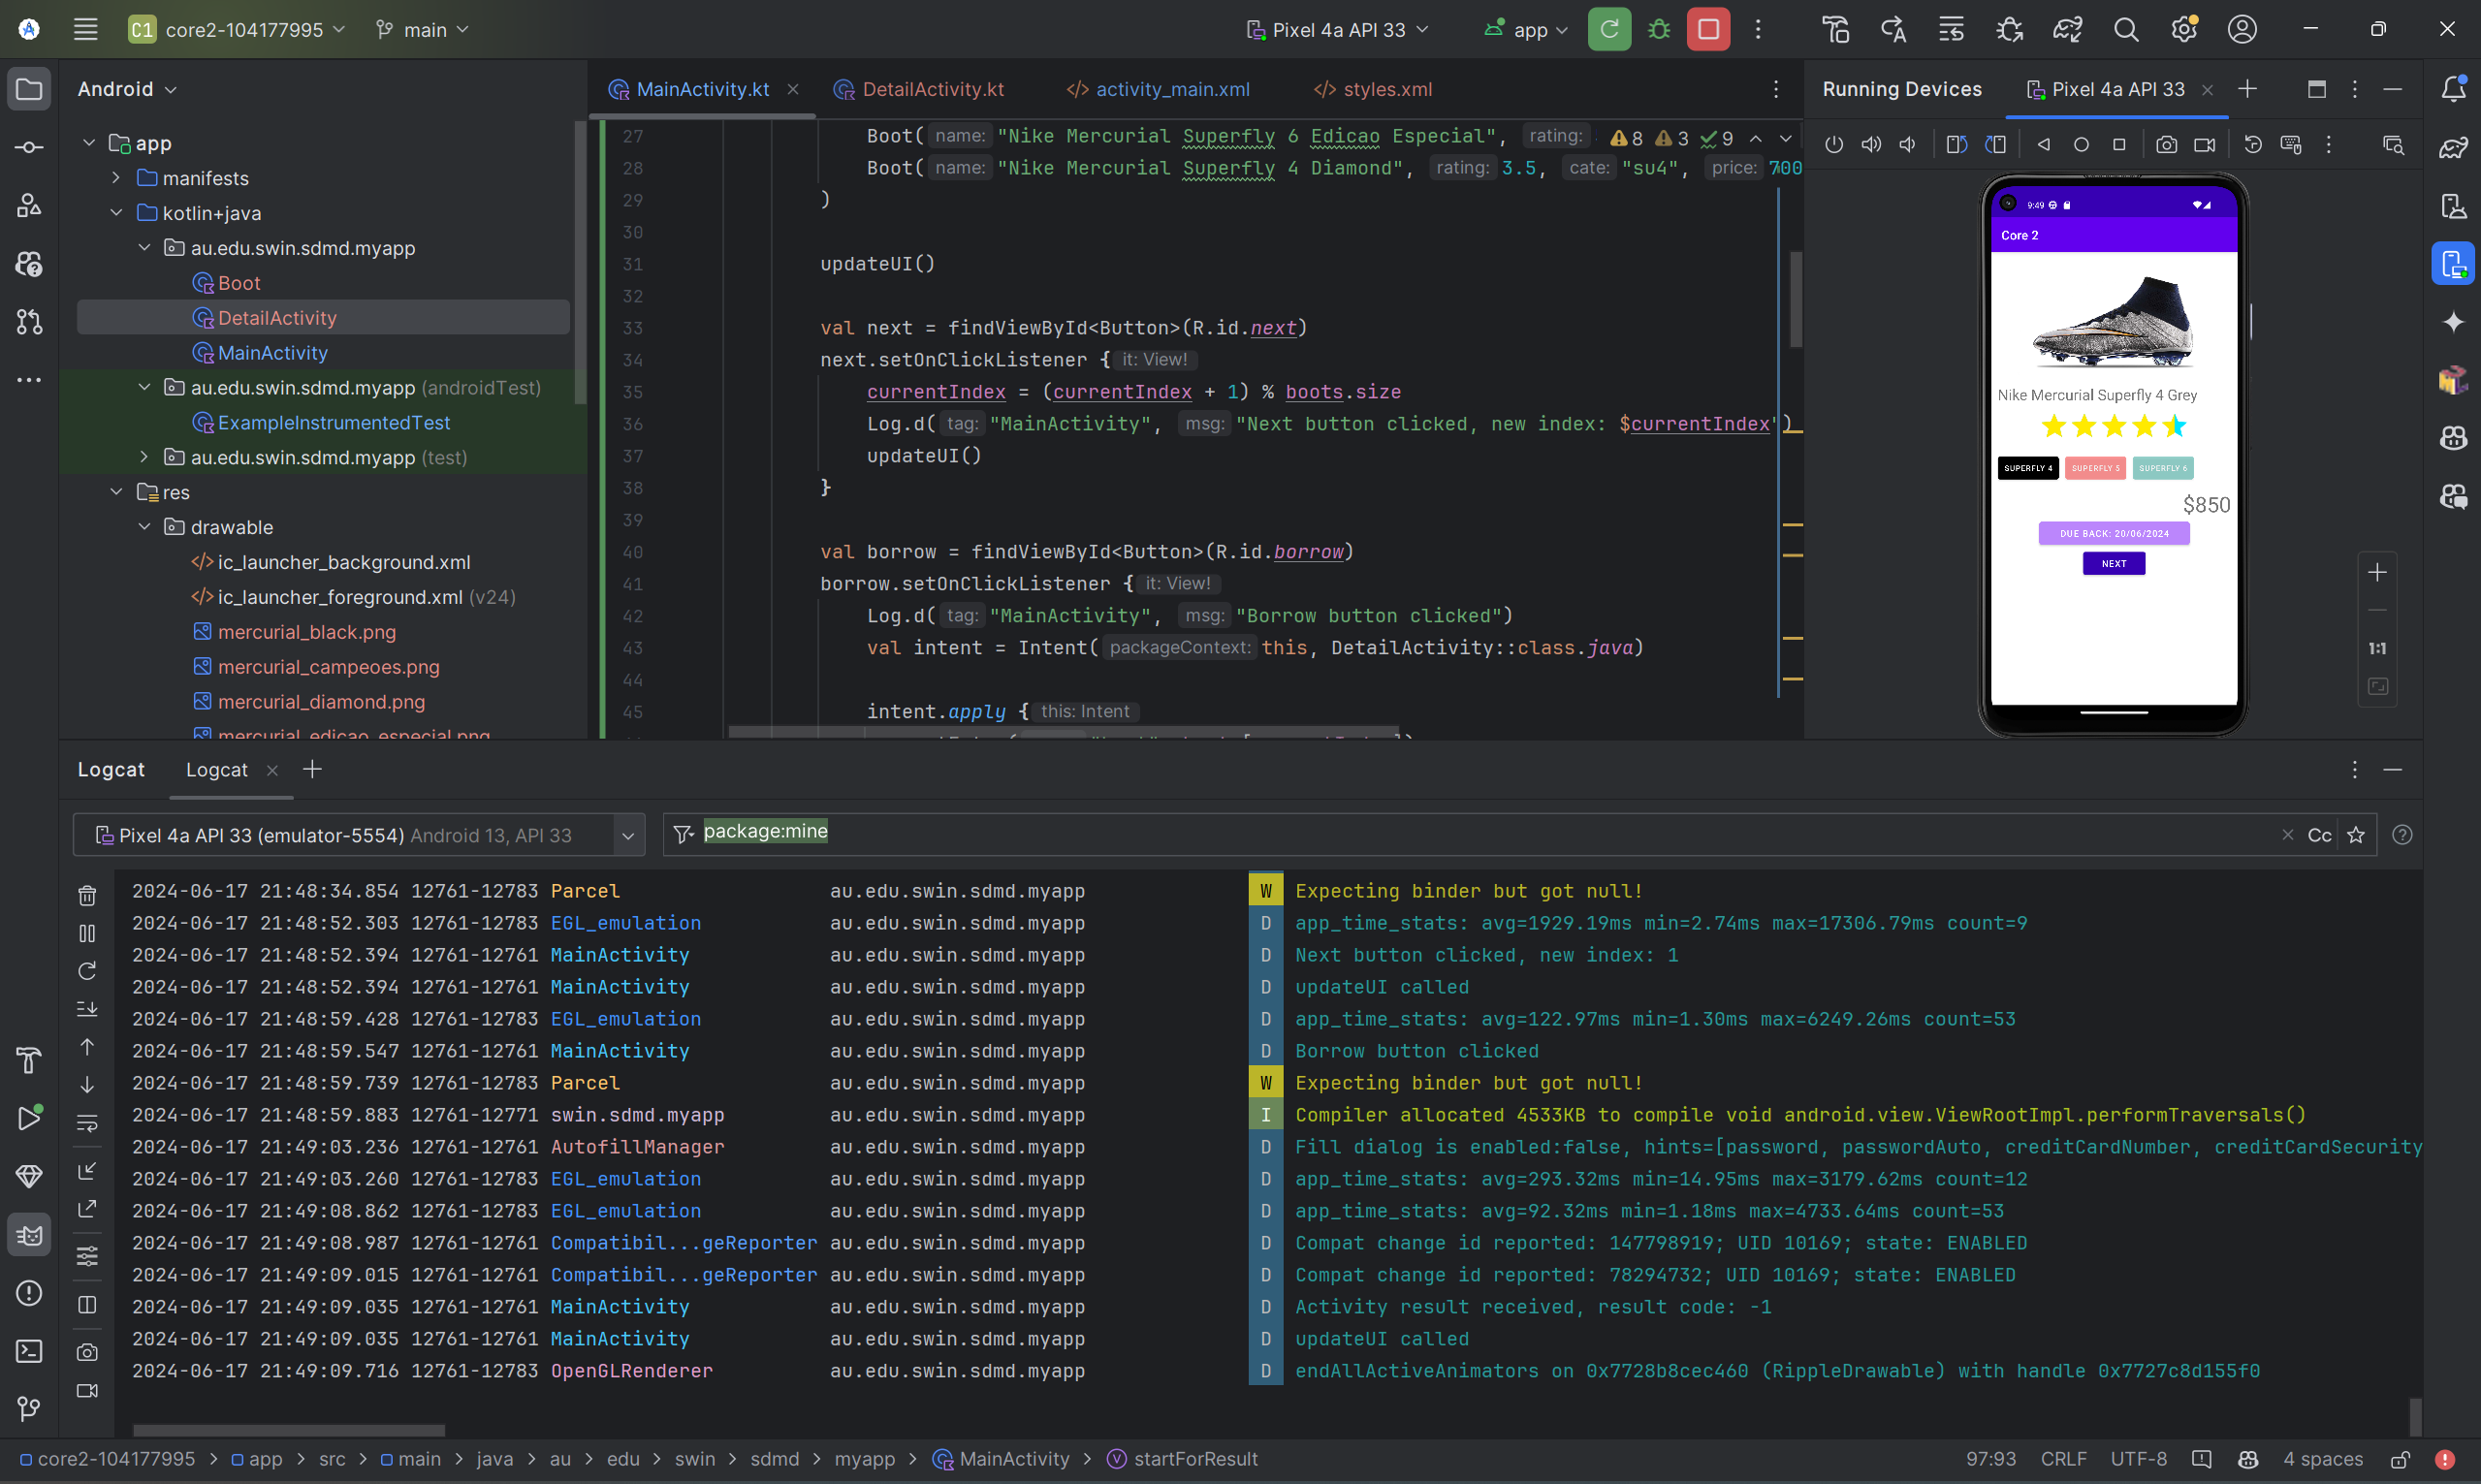 C1 core2-104177995 main Pixel 4a API 33 app
Android
app
manifests
kotlin+java
au.edu.swin.sdmd.myapp
Boot
DetailActivity
MainActivity
au.edu.swin.sdmd.myapp (androidTest)
ExampleInstrumentedTest
au.edu.swin.sdmd.myapp (test)
res
drawable
ic_launcher_background.xml
ic_launcher_foreground.xml (v24)
mercurial_black.png
mercurial_campeoes.png
mercurial_diamond.png
mercurial_edicao_especial.png
MainActivity.kt DetailActivity.kt activity_main.xml styles.xml
8 3 9
27 Boot( name: "Nike Mercurial Superfly 6 Edicao Especial", rating:
28 Boot( name: "Nike Mercurial Superfly 4 Diamond", rating: 3.5, cate: "su4", price: 700
29 )
30
31 updateUI()
32
33 val next = findViewById<Button>(R.id.next)
34 next.setOnClickListener { it: View!
35 currentIndex = (currentIndex + 1) % boots.size
36 Log.d( tag: "MainActivity", msg: "Next button clicked, new index: $currentIndex")
37 updateUI()
38 }
39
40 val borrow = findViewById<Button>(R.id.borrow)
41 borrow.setOnClickListener { it: View!
42 Log.d( tag: "MainActivity", msg: "Borrow button clicked")
43 val intent = Intent( packageContext: this, DetailActivity::class.java)
44
45 intent.apply { this: Intent
Running Devices Pixel 4a API 33
9:49
Core 2
Nike Mercurial Superfly 4 Grey
SUPERFLY 4 SUPERFLY 5 SUPERFLY 6
$850
DUE BACK: 20/06/2024
NEXT
1:1
Logcat Logcat
Pixel 4a API 33 (emulator-5554) Android 13, API 33 package:mine Cc
2024-06-17 21:48:34.854 12761-12783 Parcel au.edu.swin.sdmd.myapp W Expecting binder but got null!
2024-06-17 21:48:52.303 12761-12783 EGL_emulation au.edu.swin.sdmd.myapp D app_time_stats: avg=1929.19ms min=2.74ms max=17306.79ms count=9
2024-06-17 21:48:52.394 12761-12761 MainActivity au.edu.swin.sdmd.myapp D Next button clicked, new index: 1
2024-06-17 21:48:52.394 12761-12761 MainActivity au.edu.swin.sdmd.myapp D updateUI called
2024-06-17 21:48:59.428 12761-12783 EGL_emulation au.edu.swin.sdmd.myapp D app_time_stats: avg=122.97ms min=1.30ms max=6249.26ms count=53
2024-06-17 21:48:59.547 12761-12761 MainActivity au.edu.swin.sdmd.myapp D Borrow button clicked
2024-06-17 21:48:59.739 12761-12783 Parcel au.edu.swin.sdmd.myapp W Expecting binder but got null!
2024-06-17 21:48:59.883 12761-12771 swin.sdmd.myapp au.edu.swin.sdmd.myapp I Compiler allocated 4533KB to compile void android.view.ViewRootImpl.performTraversals()
2024-06-17 21:49:03.236 12761-12761 AutofillManager au.edu.swin.sdmd.myapp D Fill dialog is enabled:false, hints=[password, passwordAuto, creditCardNumber, creditCardSecurity
2024-06-17 21:49:03.260 12761-12783 EGL_emulation au.edu.swin.sdmd.myapp D app_time_stats: avg=293.32ms min=14.95ms max=3179.62ms count=12
2024-06-17 21:49:08.862 12761-12783 EGL_emulation au.edu.swin.sdmd.myapp D app_time_stats: avg=92.32ms min=1.18ms max=4733.64ms count=53
2024-06-17 21:49:08.987 12761-12761 Compatibil...geReporter au.edu.swin.sdmd.myapp D Compat change id reported: 147798919; UID 10169; state: ENABLED
2024-06-17 21:49:09.015 12761-12761 Compatibil...geReporter au.edu.swin.sdmd.myapp D Compat change id reported: 78294732; UID 10169; state: ENABLED
2024-06-17 21:49:09.035 12761-12761 MainActivity au.edu.swin.sdmd.myapp D Activity result received, result code: -1
2024-06-17 21:49:09.035 12761-12761 MainActivity au.edu.swin.sdmd.myapp D updateUI called
2024-06-17 21:49:09.716 12761-12783 OpenGLRenderer au.edu.swin.sdmd.myapp D endAllActiveAnimators on 0x7728b8cec460 (RippleDrawable) with handle 0x7727c8d155f0
core2-104177995 > app > src > main > java > au > edu > swin > sdmd > myapp > MainActivity > startForResult 97:93 CRLF UTF-8 4 spaces